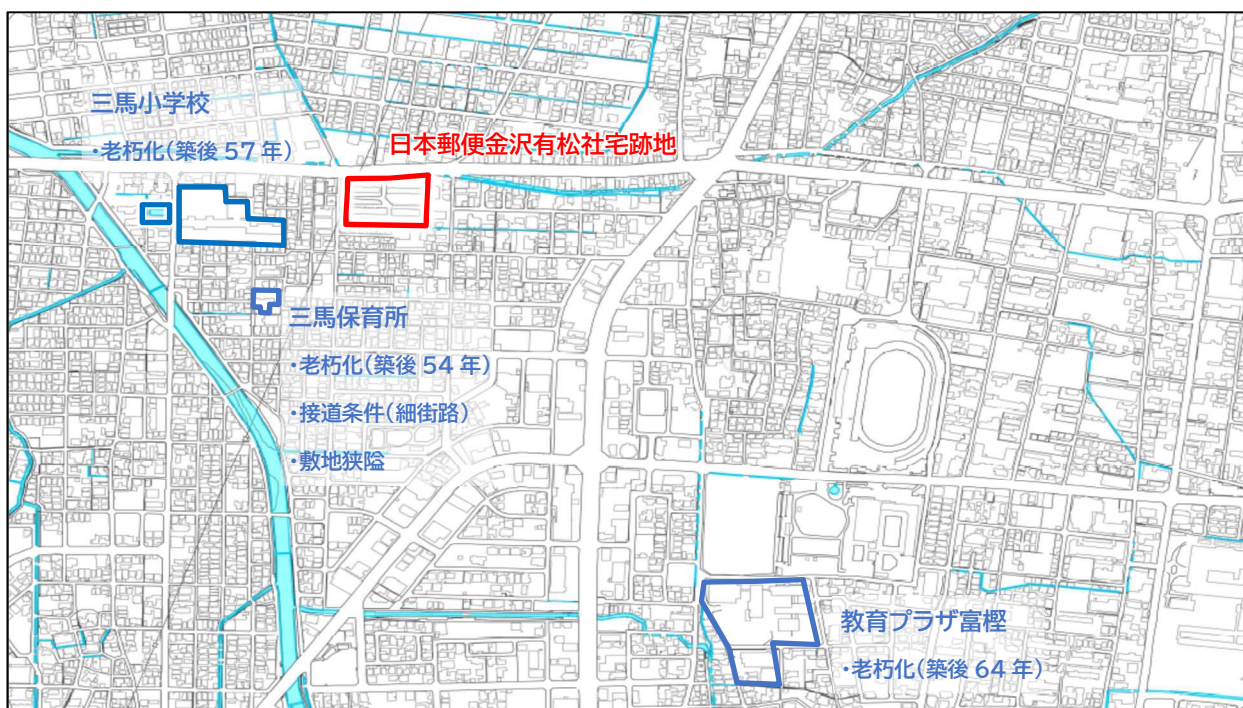 三馬小学校
・老朽化(築後 57 年)
日本郵便金沢有松社宅跡地
三馬保育所
・老朽化(築後 54 年)
・接道条件(細街路)
・敷地狭隘
教育プラザ富樫
・老朽化(築後 64 年)